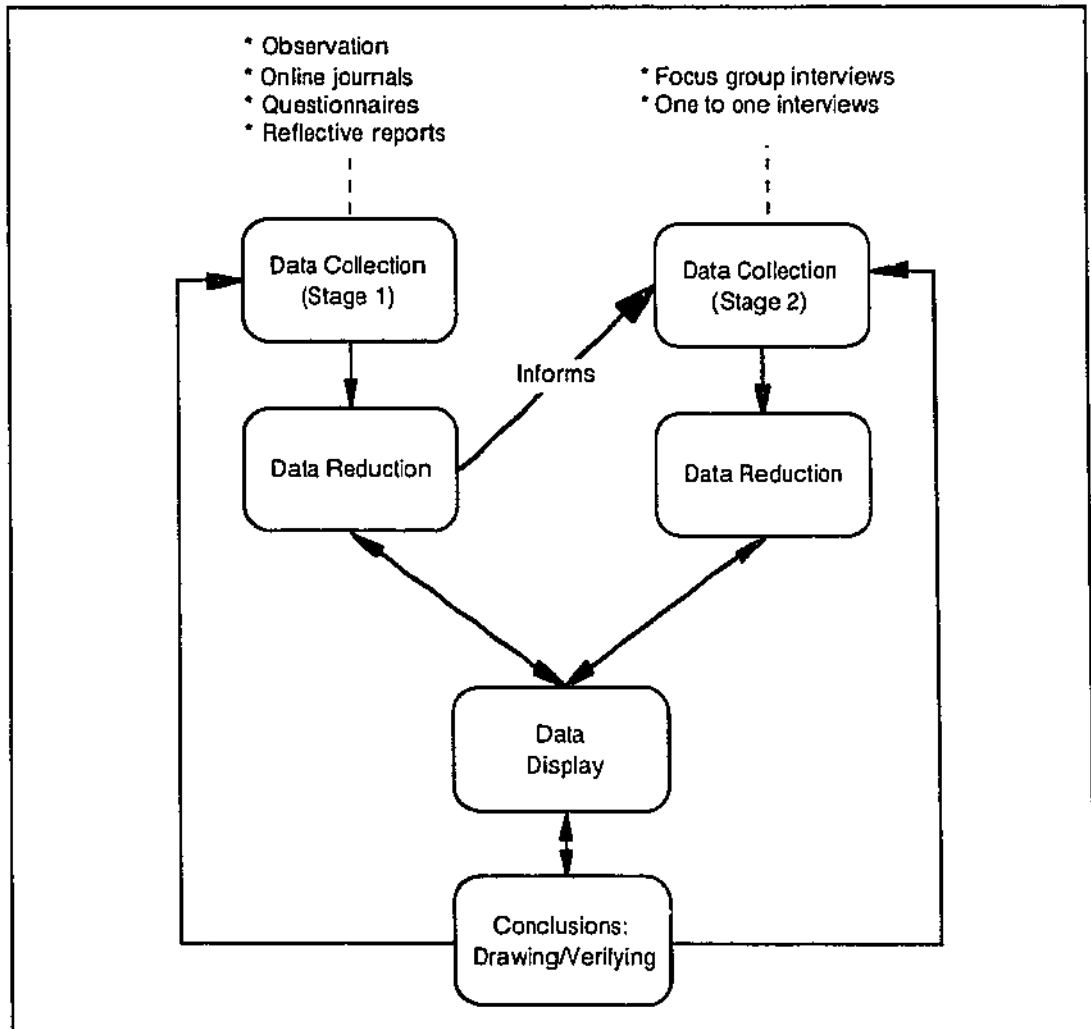 * Observation
* Online journals
* Questionnaires
* Reflective reports
* Focus group interviews
* One to one interviews
Data Collection
(Stage 1)
Data Collection
(Stage 2)
Informs
Data Reduction
Data Reduction
Data
Display
Conclusions:
Drawing/Verifying